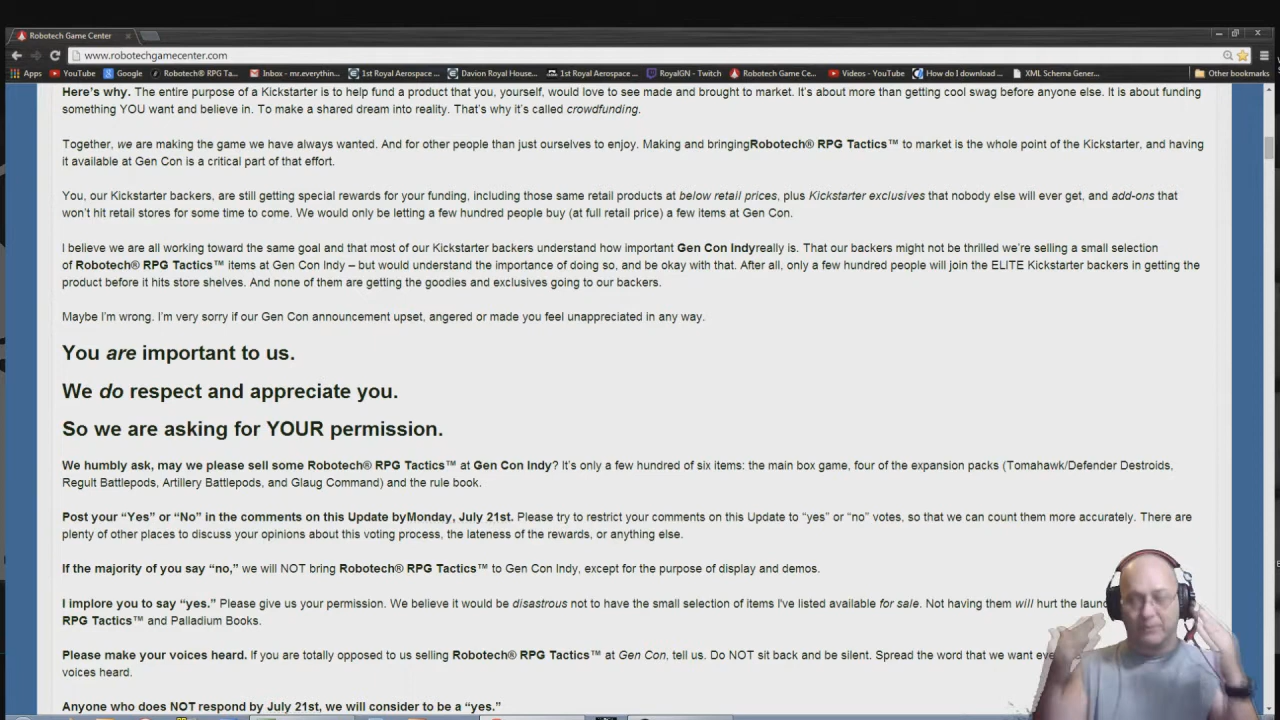 Robotech Game Center
www.robotechgamecenter.com
Apps YouTube Google Robotech® RPG Ta... Inbox - mr.everythin... 1st Royal Aerospace ... Davion Royal House... 1st Royal Aerospace ... RoyalGN - Twitch Robotech Game Ce... Videos - YouTube How do I download ... XML Schema Gener... Other bookmarks
Here's why. The entire purpose of a Kickstarter is to help fund a product that you, yourself, would love to see made and brought to market. It's about more than getting cool swag before anyone else. It is about funding
something YOU want and believe in. To make a shared dream into reality. That's why it's called crowdfunding.
Together, we are making the game we have always wanted. And for other people than just ourselves to enjoy. Making and bringingRobotech® RPG Tactics™ to market is the whole point of the Kickstarter, and having
it available at Gen Con is a critical part of that effort.
You, our Kickstarter backers, are still getting special rewards for your funding, including those same retail products at below retail prices, plus Kickstarter exclusives that nobody else will ever get, and add-ons that
won't hit retail stores for some time to come. We would only be letting a few hundred people buy (at full retail price) a few items at Gen Con.
I believe we are all working toward the same goal and that most of our Kickstarter backers understand how important Gen Con Indyreally is. That our backers might not be thrilled we're selling a small selection
of Robotech® RPG Tactics™ items at Gen Con Indy – but would understand the importance of doing so, and be okay with that. After all, only a few hundred people will join the ELITE Kickstarter backers in getting the
product before it hits store shelves. And none of them are getting the goodies and exclusives going to our backers.
Maybe I'm wrong. I'm very sorry if our Gen Con announcement upset, angered or made you feel unappreciated in any way.
You are important to us.
We do respect and appreciate you.
So we are asking for YOUR permission.
We humbly ask, may we please sell some Robotech® RPG Tactics™ at Gen Con Indy? It's only a few hundred of six items: the main box game, four of the expansion packs (Tomahawk/Defender Destroids,
Regult Battlepods, Artillery Battlepods, and Glaug Command) and the rule book.
Post your “Yes” or “No” in the comments on this Update byMonday, July 21st. Please try to restrict your comments on this Update to “yes” or “no” votes, so that we can count them more accurately. There are
plenty of other places to discuss your opinions about this voting process, the lateness of the rewards, or anything else.
If the majority of you say “no,” we will NOT bring Robotech® RPG Tactics™ to Gen Con Indy, except for the purpose of display and demos.
I implore you to say “yes.” Please give us your permission. We believe it would be disastrous not to have the small selection of items I've listed available for sale. Not having them will hurt the laun
RPG Tactics™ and Palladium Books.
Please make your voices heard. If you are totally opposed to us selling Robotech® RPG Tactics™ at Gen Con, tell us. Do NOT sit back and be silent. Spread the word that we want
voices heard.
Anyone who does NOT respond by July 21st, we will consider to be a “yes.”